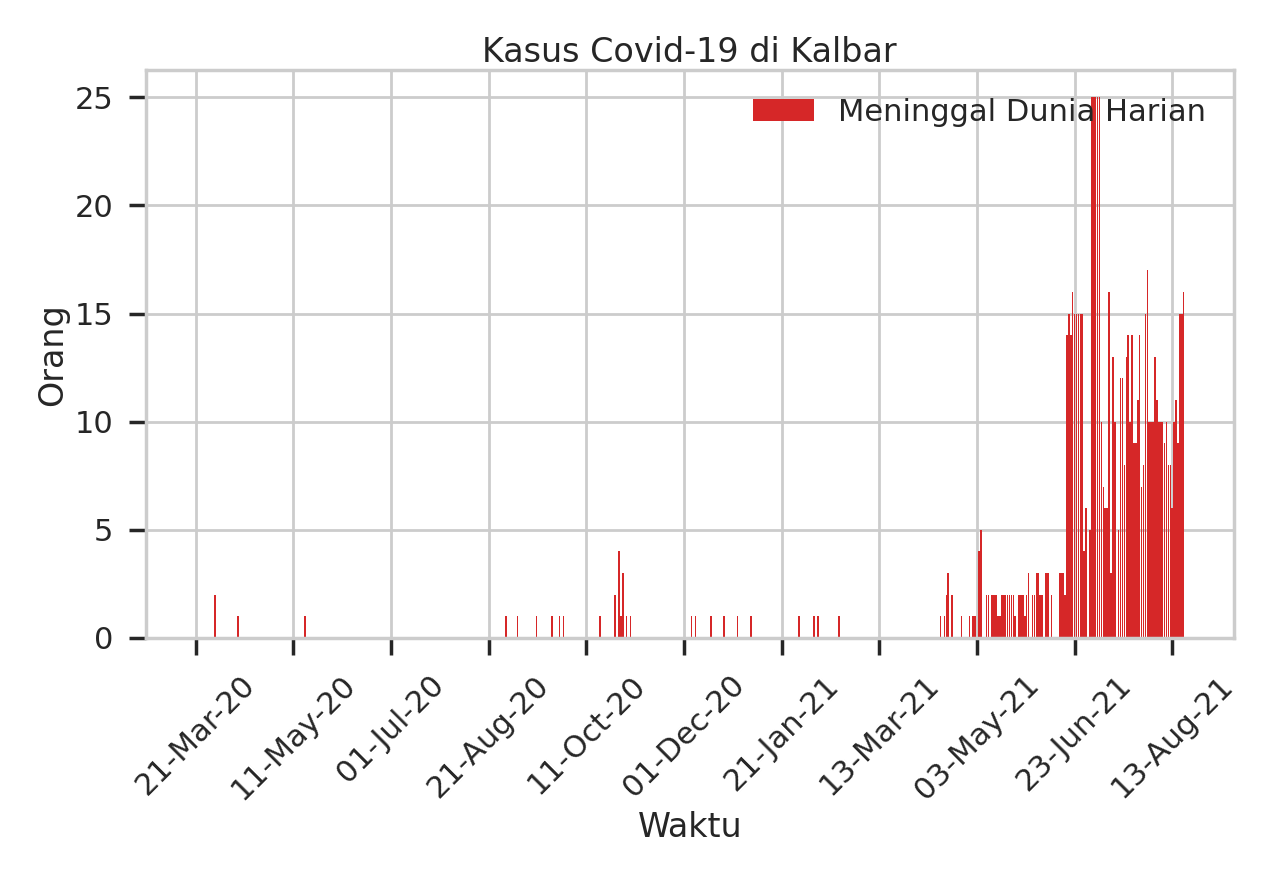 Kasus Covid-19 di Kalbar
Meninggal Dunia Harian
Orang
25
20
15
10
5
0
21-Mar-20
11-May-20
01-Jul-20
21-Aug-20
11-Oct-20
01-Dec-20
21-Jan-21
13-Mar-21
03-May-21
23-Jun-21
13-Aug-21
Waktu